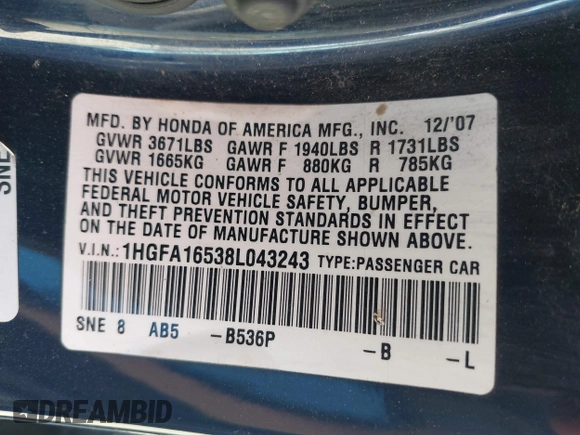 MFD. BY HONDA OF AMERICA MFG., INC. 12/'07
GVWR 3671LBS GAWR F 1940LBS R 1731LBS
GVWR 1665KG GAWR F 880KG R 785KG
THIS VEHICLE CONFORMS TO ALL APPLICABLE
FEDERAL MOTOR VEHICLE SAFETY, BUMPER,
AND THEFT PREVENTION STANDARDS IN EFFECT
ON THE DATE OF MANUFACTURE SHOWN ABOVE.
V.I.N.: 1HGFA16538L043243 TYPE:PASSENGER CAR
SNE 8 AB5 -B536P -B -L
SNE
DREAMBID